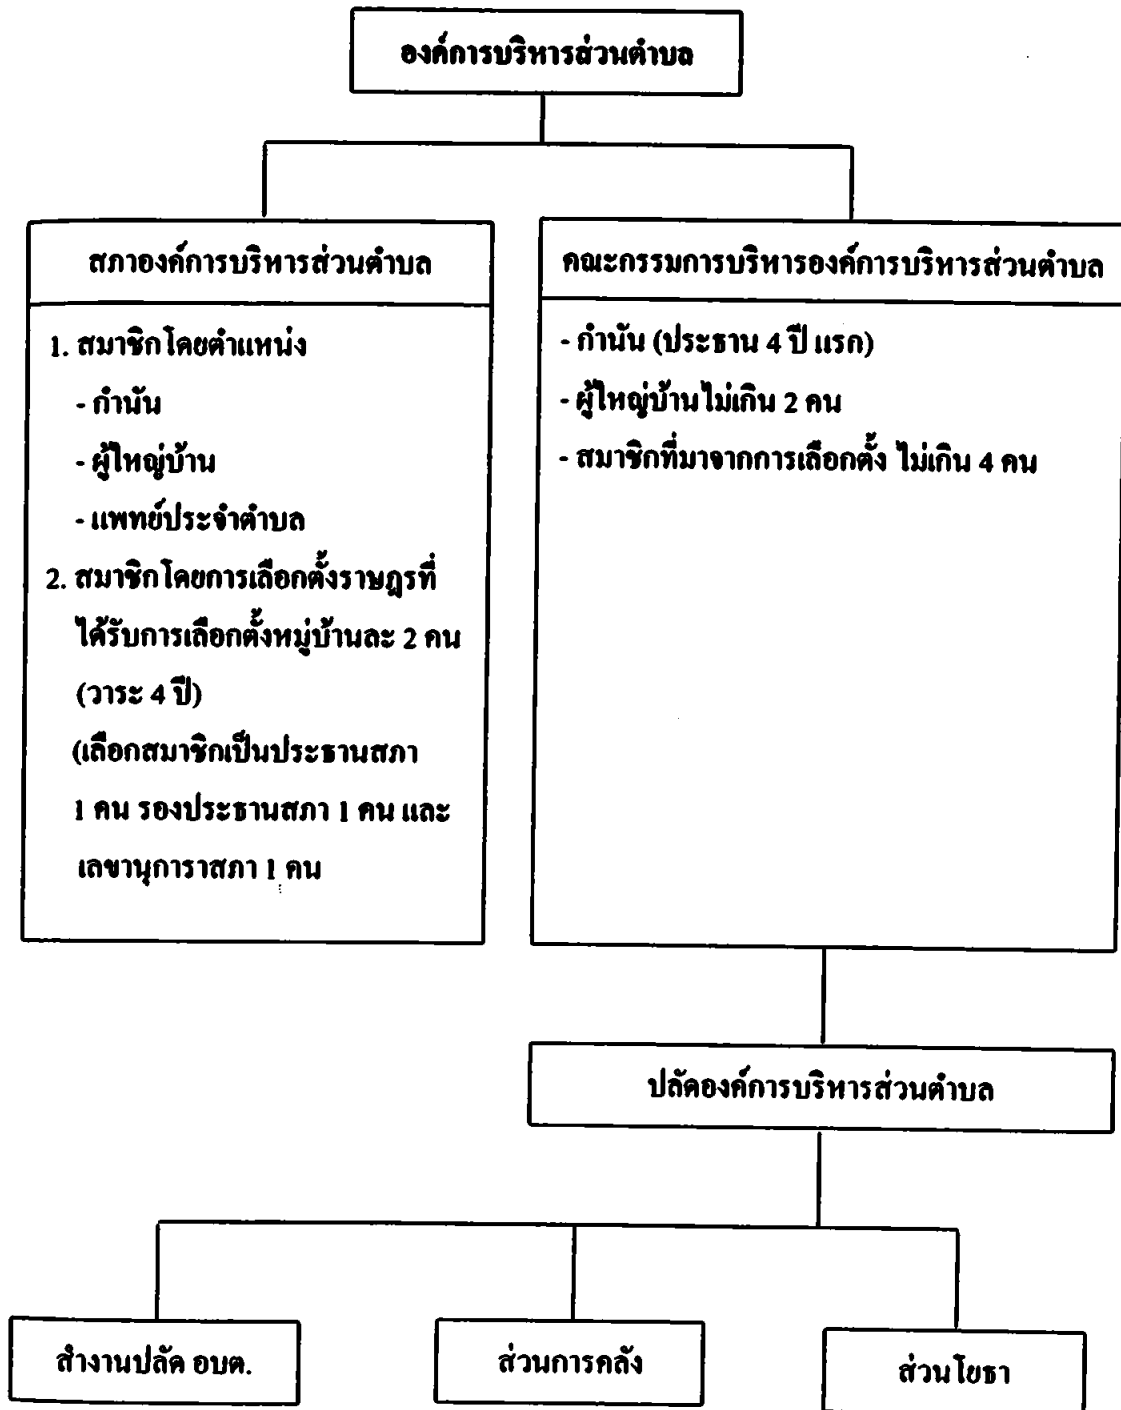 องค์การบริหารส่วนตำบล
สภาองค์การบริหารส่วนตำบล
1. สมาชิกโดยตำแหน่ง
- กำนัน
- ผู้ใหญ่บ้าน
- แพทย์ประจำตำบล
2. สมาชิกโดยการเลือกตั้งราษฎรที่
ได้รับการเลือกตั้งหมู่บ้านละ 2 คน
(วาระ 4 ปี)
(เลือกสมาชิกเป็นประธานสภา
1 คน รองประธานสภา 1 คน และ
เลขานุการาสภา 1 คน
คณะกรรมการบริหารองค์การบริหารส่วนตำบล
- กำนัน (ประธาน 4 ปี แรก)
- ผู้ใหญ่บ้านไม่เกิน 2 คน
- สมาชิกที่มาจากการเลือกตั้ง ไม่เกิน 4 คน
ปลัดองค์การบริหารส่วนตำบล
สำงานปลัด อบต.
ส่วนการคลัง
ส่วนโยธา